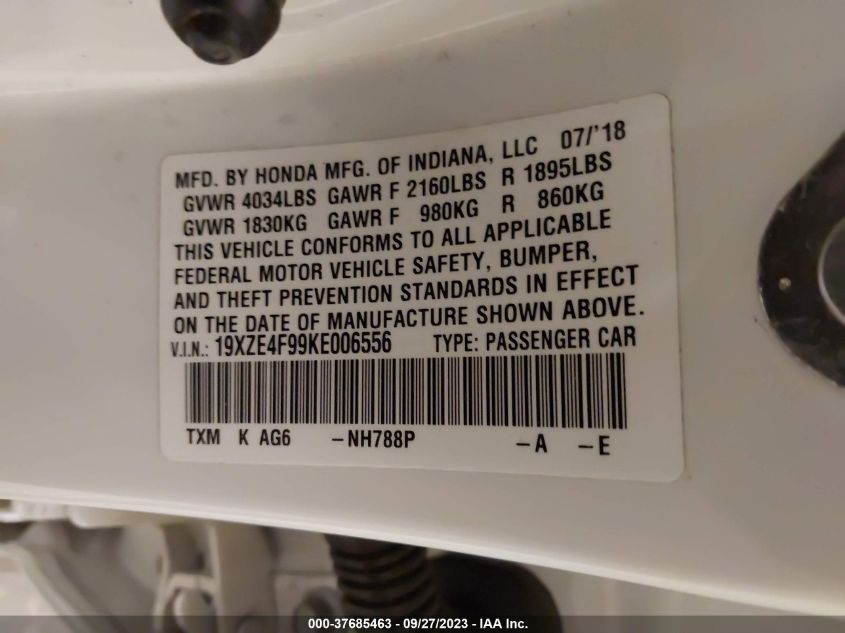 MFD. BY HONDA MFG. OF INDIANA, LLC 07/'18
GVWR 4034LBS GAWR F 2160LBS R 1895LBS
GVWR 1830KG GAWR F 980KG R 860KG
THIS VEHICLE CONFORMS TO ALL APPLICABLE
FEDERAL MOTOR VEHICLE SAFETY, BUMPER,
AND THEFT PREVENTION STANDARDS IN EFFECT
ON THE DATE OF MANUFACTURE SHOWN ABOVE.
V.I.N.: 19XZE4F99KE006556 TYPE: PASSENGER CAR
TXM K AG6 –NH788P –A –E
000-37685463 - 09/27/2023 - IAA Inc.